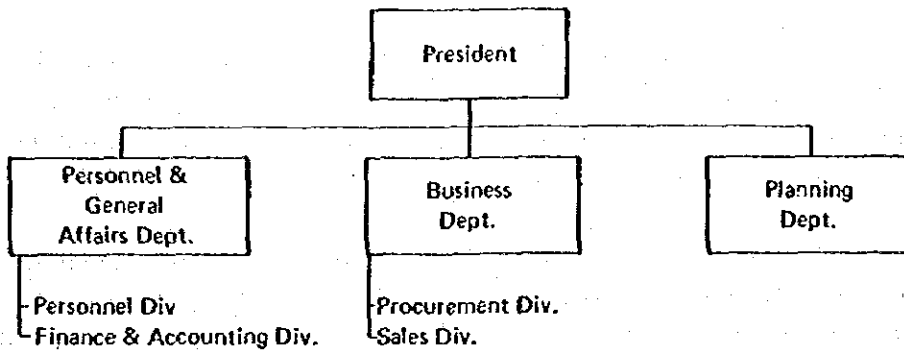 President
Personnel &
General
Affairs Dept.
Business
Dept.
Planning
Dept.
Personnel Div
Finance & Accounting Div.
Procurement Div.
Sales Div.